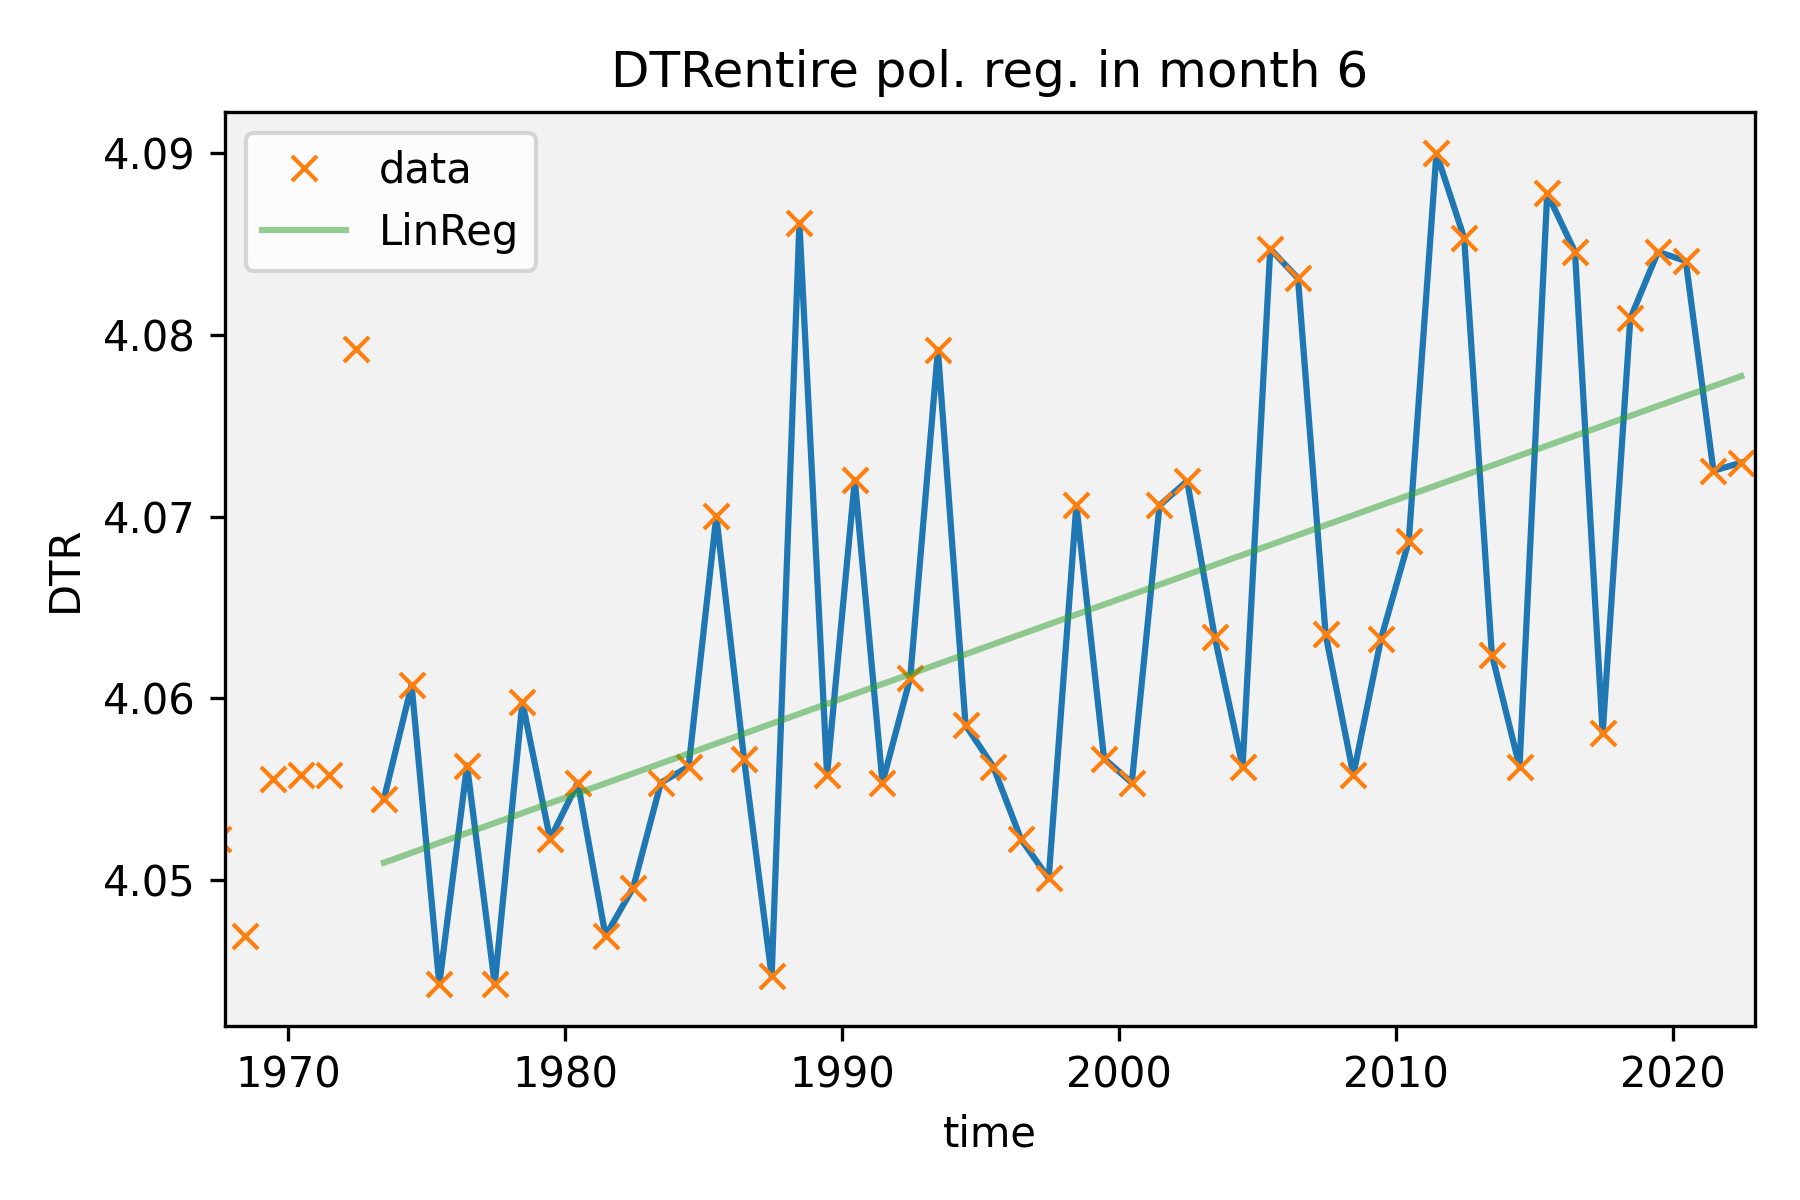 DTRentire pol. reg. in month 6
data
LinReg
4.09
4.08
4.07
4.06
4.05
DTR
1970 1980 1990 2000 2010 2020
time